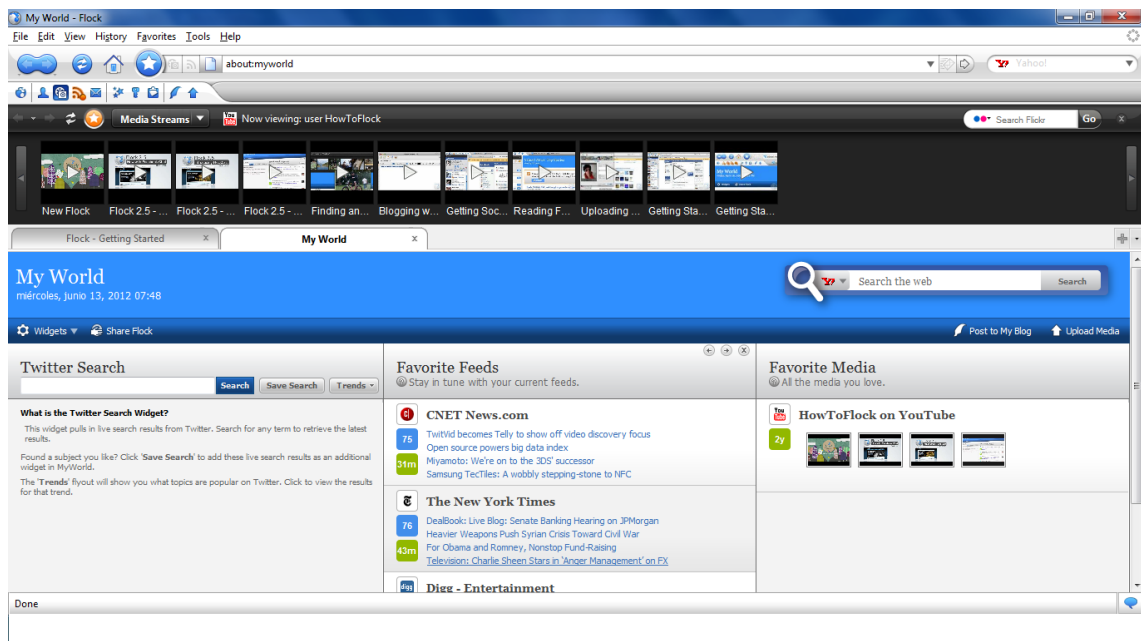 My World - Flock
File Edit View History Favorites Tools Help
about:myworld
Yahoo!
Media Streams
You Tube
Now viewing: user HowToFlock
Search Flickr
Go
x
New Flock
Flock 2.5 - ...
Flock 2.5 - ...
Flock 2.5 - ...
Finding an...
Blogging w...
Getting Soc...
Reading F...
Uploading ...
Getting Sta...
Getting Sta...
Flock - Getting Started x
My World x
My World
miércoles, junio 13, 2012 07:48
Search the web
Search
Widgets
Share Flock
Post to My Blog
Upload Media
Twitter Search
Search
Save Search
Trends
What is the Twitter Search Widget?
This widget pulls in live search results from Twitter. Search for any term to retrieve the latest
results.
Found a subject you like? Click 'Save Search' to add these live search results as an additional
widget in MyWorld.
The 'Trends' flyout will show you what topics are popular on Twitter. Click to view the results
for that trend.
Favorite Feeds
Stay in tune with your current feeds.
CNET News.com
75
31m
TwitVid becomes Telly to show off video discovery focus
Open source powers big data index
Miyamoto: We're on to the 3DS' successor
Samsung TecTiles: A wobbly stepping-stone to NFC
The New York Times
76
43m
DealBook: Live Blog: Senate Banking Hearing on JPMorgan
Heavier Weapons Push Syrian Crisis Toward Civil War
For Obama and Romney, Nonstop Fund-Raising
Television: Charlie Sheen Stars in 'Anger Management' on FX
digg
Digg - Entertainment
Favorite Media
All the media you love.
You Tube
HowToFlock on YouTube
2y
Done